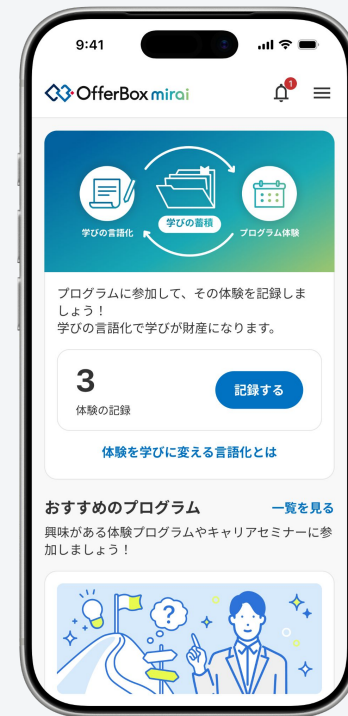 9:41
OfferBox mirai
1
学びの言語化
学びの蓄積
プログラム体験
プログラムに参加して、その体験を記録しま
しょう！
学びの言語化で学びが財産になります。
3
体験の記録
記録する
体験を学びに変える言語化とは
おすすめのプログラム
一覧を見る
興味がある体験プログラムやキャリアセミナーに参
加しましょう！
?